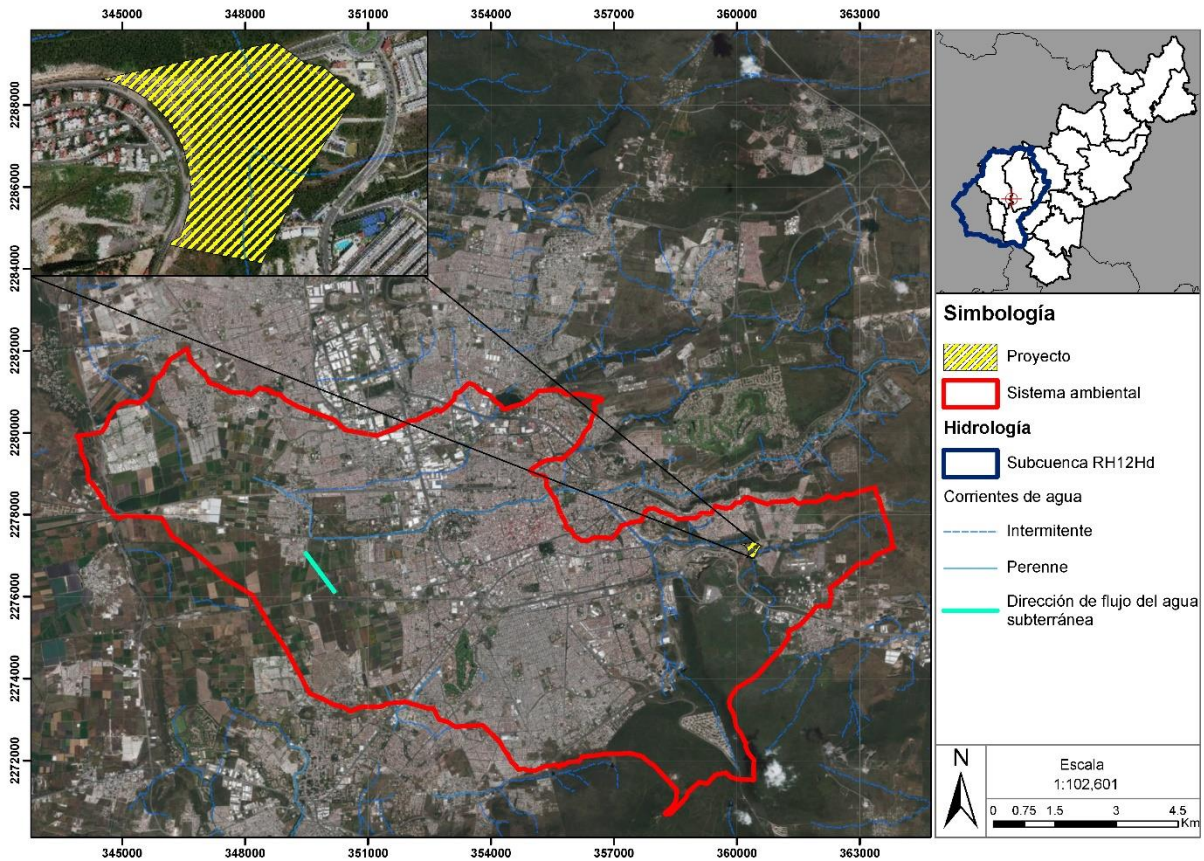 345000 348000 351000 354000 357000 360000 363000
2288000
2286000
2284000
2282000
2280000
2278000
2276000
2274000
2272000
345000 348000 351000 354000 357000 360000 363000
Simbología
Proyecto
Sistema ambiental
Hidrología
Subcuenca RH12Hd
Corrientes de agua
Intermitente
Perenne
Dirección de flujo del agua
subterránea
N
Escala
1:102,601
0 0.75 1.5 3 4.5
Km